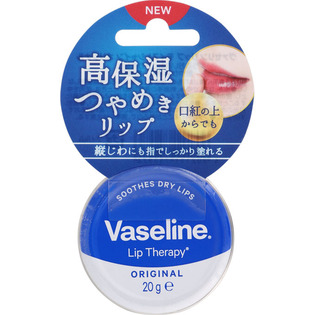 NEW
高保湿
つやめき
リップ
口紅の上
からでも
縦じわにも指でしっかり塗れる
SOOTHES DRY LIPS
Vaseline.
Lip Therapy®
ORIGINAL
20g ℮